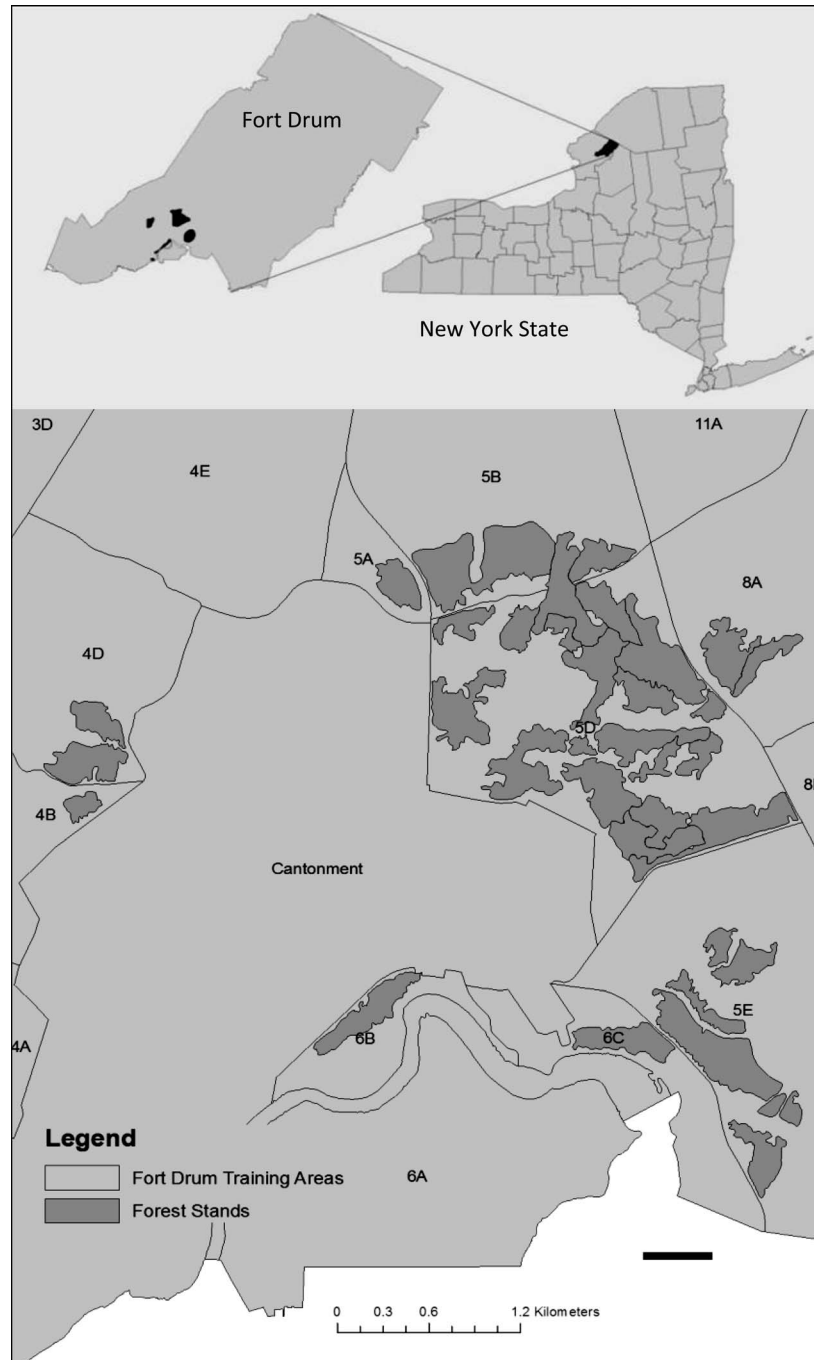 Fort Drum
New York State
3D
4E
5B
11A
5A
8A
4D
5D
4B
8
Cantonment
5E
4A
6B
6C
Legend
Fort Drum Training Areas
Forest Stands
6A
0 0.3 0.6 1.2 Kilometers